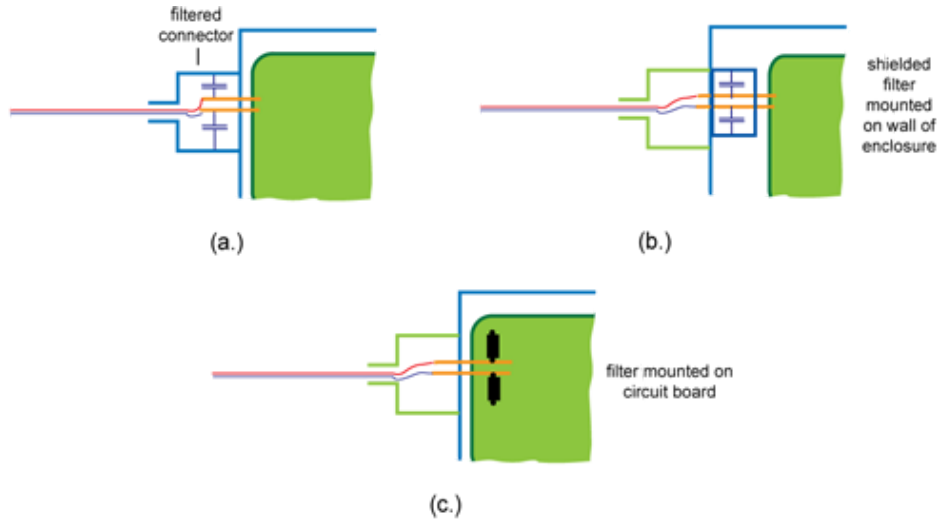 filtered
connector
(a.)
shielded
filter
mounted
on wall of
enclosure
(b.)
filter mounted on
circuit board
(c.)